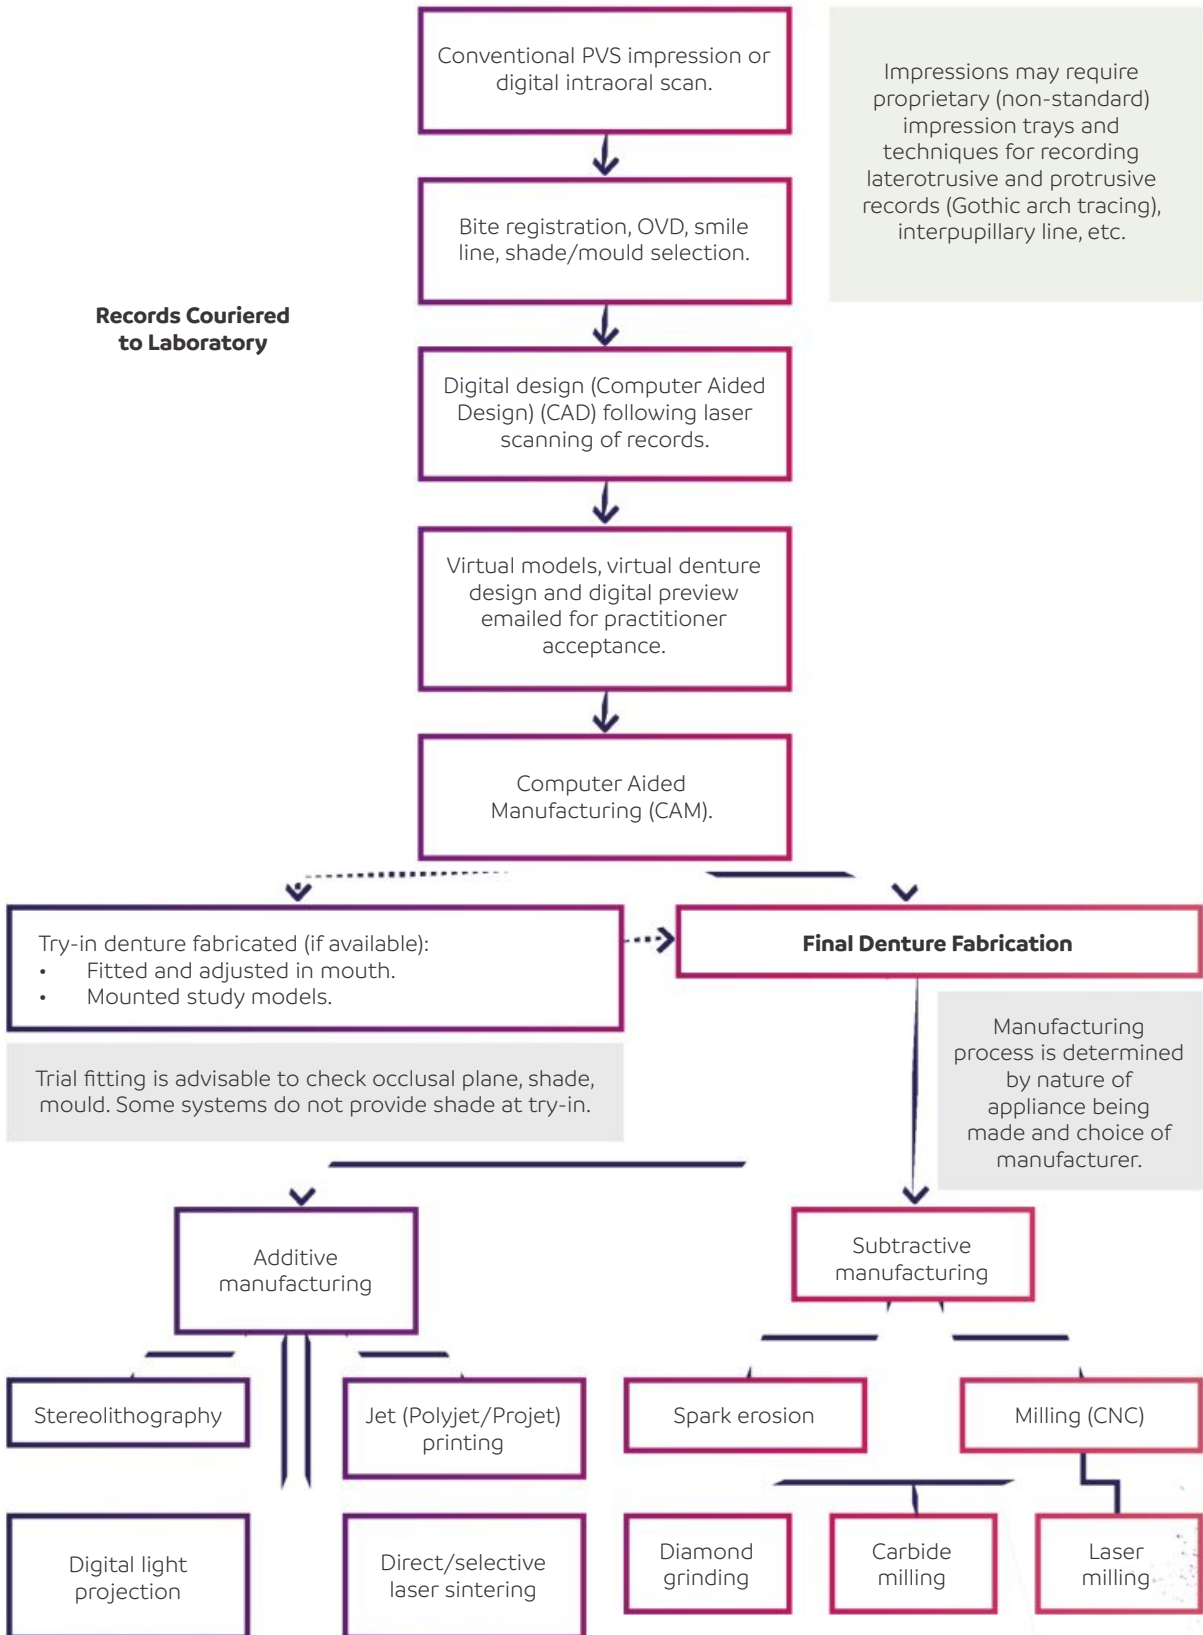 Conventional PVS impression or
digital intraoral scan.
Impressions may require
proprietary (non-standard)
impression trays and
techniques for recording
laterotrusive and protrusive
records (Gothic arch tracing),
interpupillary line, etc.
Bite registration, OVD, smile
line, shade/mould selection.
Records Couriered
to Laboratory
Digital design (Computer Aided
Design) (CAD) following laser
scanning of records.
Virtual models, virtual denture
design and digital preview
emailed for practitioner
acceptance.
Computer Aided
Manufacturing (CAM).
Try-in denture fabricated (if available):
• Fitted and adjusted in mouth.
• Mounted study models.
Final Denture Fabrication
Trial fitting is advisable to check occlusal plane, shade,
mould. Some systems do not provide shade at try-in.
Manufacturing
process is determined
by nature of
appliance being
made and choice of
manufacturer.
Additive
manufacturing
Subtractive
manufacturing
Stereolithography
Jet (Polyjet/Projet)
printing
Spark erosion
Milling (CNC)
Digital light
projection
Direct/selective
laser sintering
Diamond
grinding
Carbide
milling
Laser
milling